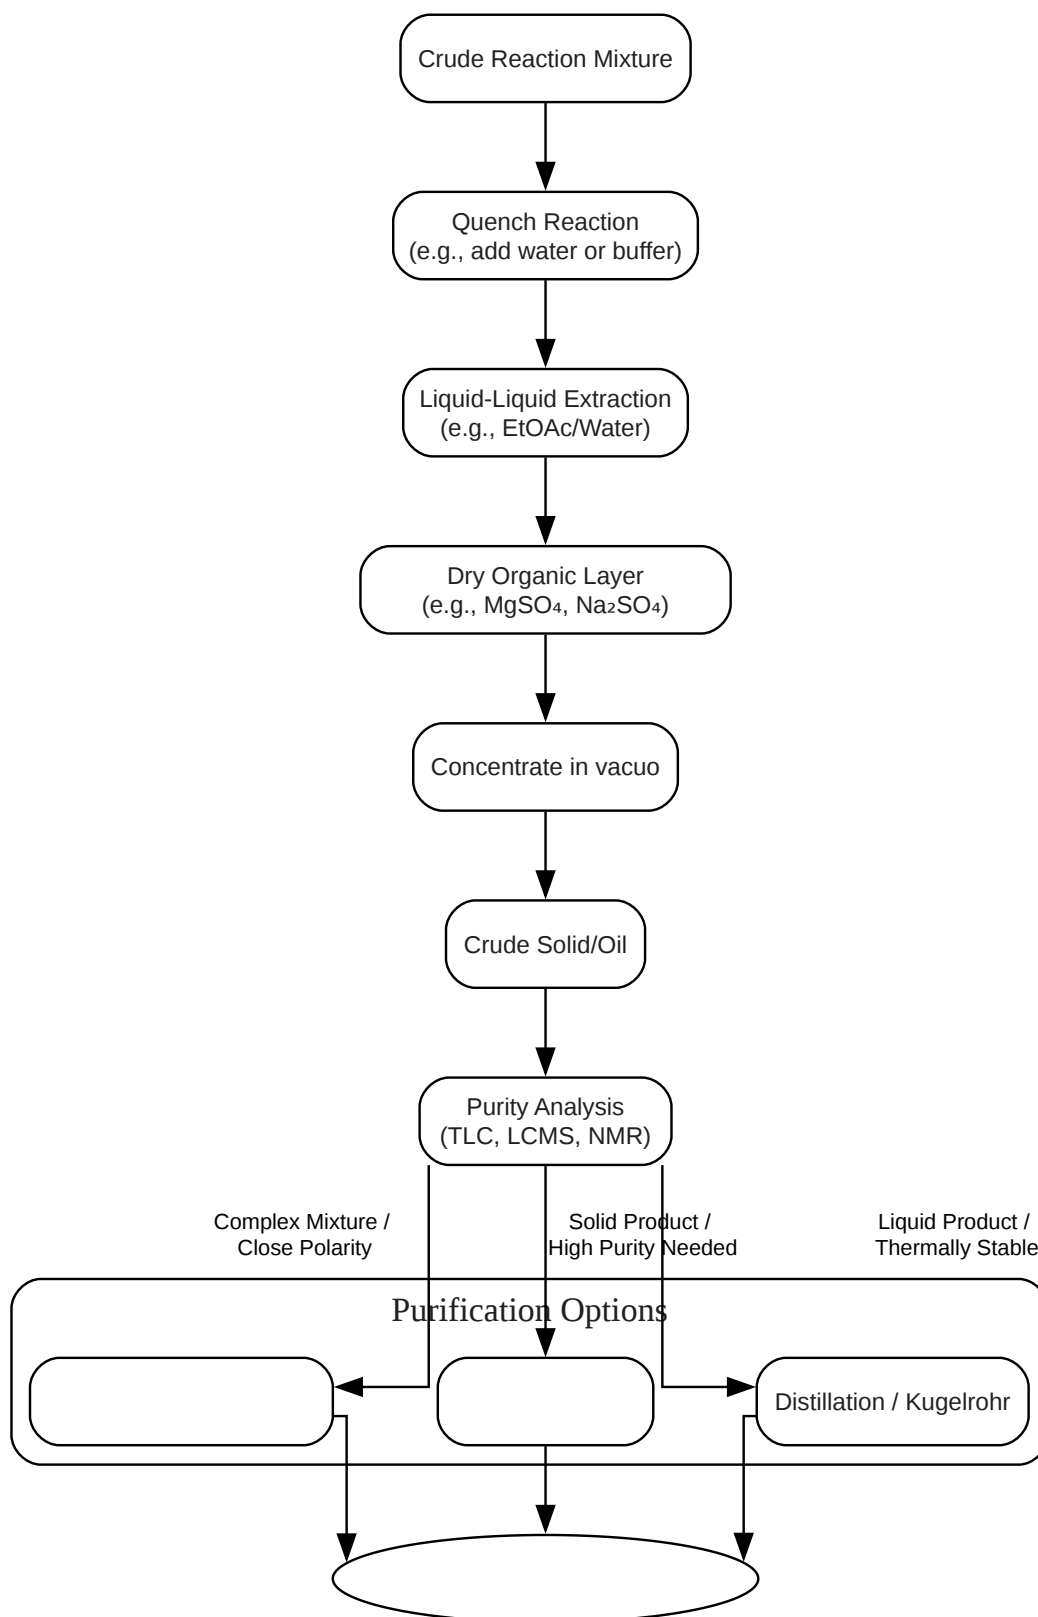 Crude Reaction Mixture
Quench Reaction
(e.g., add water or buffer)
Liquid-Liquid Extraction
(e.g., EtOAc/Water)
Dry Organic Layer
(e.g., MgSO₄, Na₂SO₄)
Concentrate in vacuo
Crude Solid/Oil
Purity Analysis
(TLC, LCMS, NMR)
Complex Mixture /
Close Polarity
Solid Product /
High Purity Needed
Liquid Product /
Thermally Stable
Purification Options
Distillation / Kugelrohr